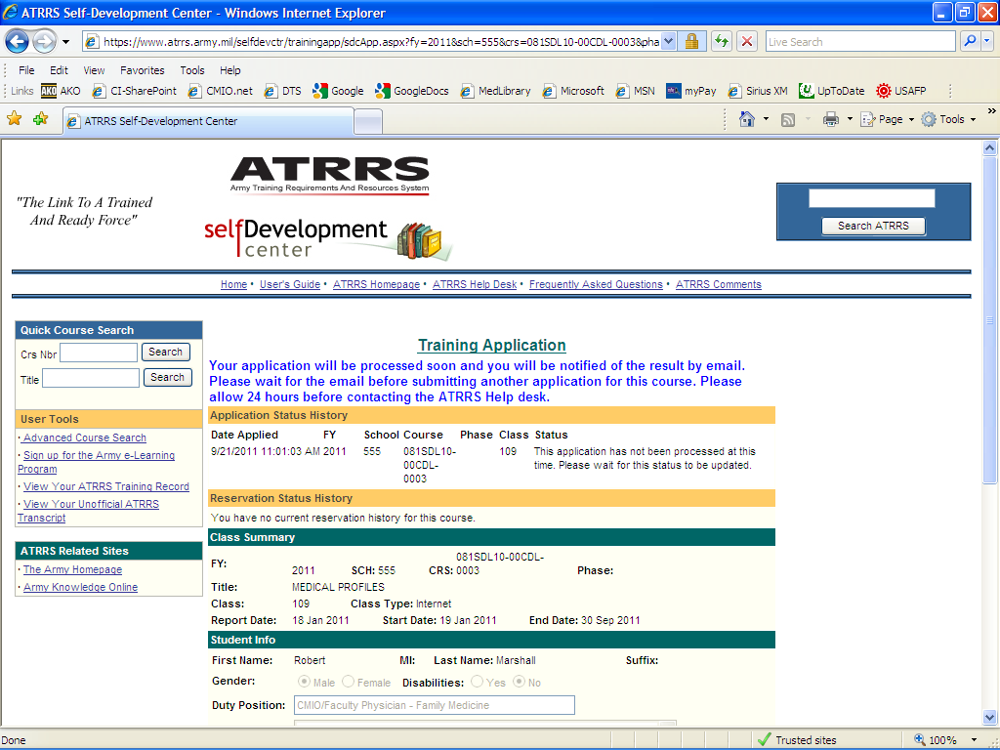 ATRRS Self-Development Center - Windows Internet Explorer
https://www.atrrs.army.mil/selfdevctr/trainingapp/sdcApp.aspx?fy=2011&sch=555&crs=081SDL10-00CDL-0003&pha
Live Search
File Edit View Favorites Tools Help
Links AKO AKO CI-SharePoint CMIO.net DTS Google GoogleDocs MedLibrary Microsoft MSN myPay Sirius XM UpToDate USAFP
ATRRS Self-Development Center
Page Tools
ATRRS
Army Training Requirements And Resources System
"The Link To A Trained
And Ready Force"
selfDevelopment
center
Search ATRRS
Home • User's Guide • ATRRS Homepage • ATRRS Help Desk • Frequently Asked Questions • ATRRS Comments
Quick Course Search
Crs Nbr Search
Title Search
User Tools
· Advanced Course Search
· Sign up for the Army e-Learning
Program
· View Your ATRRS Training Record
· View Your Unofficial ATRRS
Transcript
ATRRS Related Sites
· The Army Homepage
· Army Knowledge Online
Training Application
Your application will be processed soon and you will be notified of the result by email.
Please wait for the email before submitting another application for this course. Please
allow 24 hours before contacting the ATRRS Help desk.
Application Status History
Date Applied FY School Course Phase Class Status
9/21/2011 11:01:03 AM 2011 555 081SDL10- 109 This application has not been processed at this
00CDL- time. Please wait for this status to be updated.
0003
Reservation Status History
You have no current reservation history for this course.
Class Summary
081SDL10-00CDL-
FY: 2011 SCH: 555 CRS: 0003 Phase:
Title: MEDICAL PROFILES
Class: 109 Class Type: Internet
Report Date: 18 Jan 2011 Start Date: 19 Jan 2011 End Date: 30 Sep 2011
Student Info
First Name: Robert MI: Last Name: Marshall Suffix:
Gender: Male Female Disabilities: Yes No
Duty Position: CMIO/Faculty Physician - Family Medicine
Done Trusted sites 100%